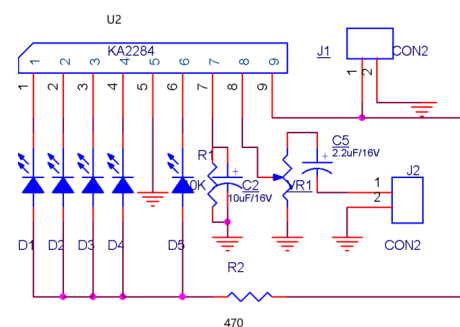 U2
KA2284
1 2 3 4 5 6 7 8 9
1 2 3 4 5 6 7 8 9
J1
CON2
1 2
R1
10K
C2
10uF/16V
VR1
C5
2.2uF/16V
J2
1
2
CON2
D1 D2 D3 D4 D5
R2
470